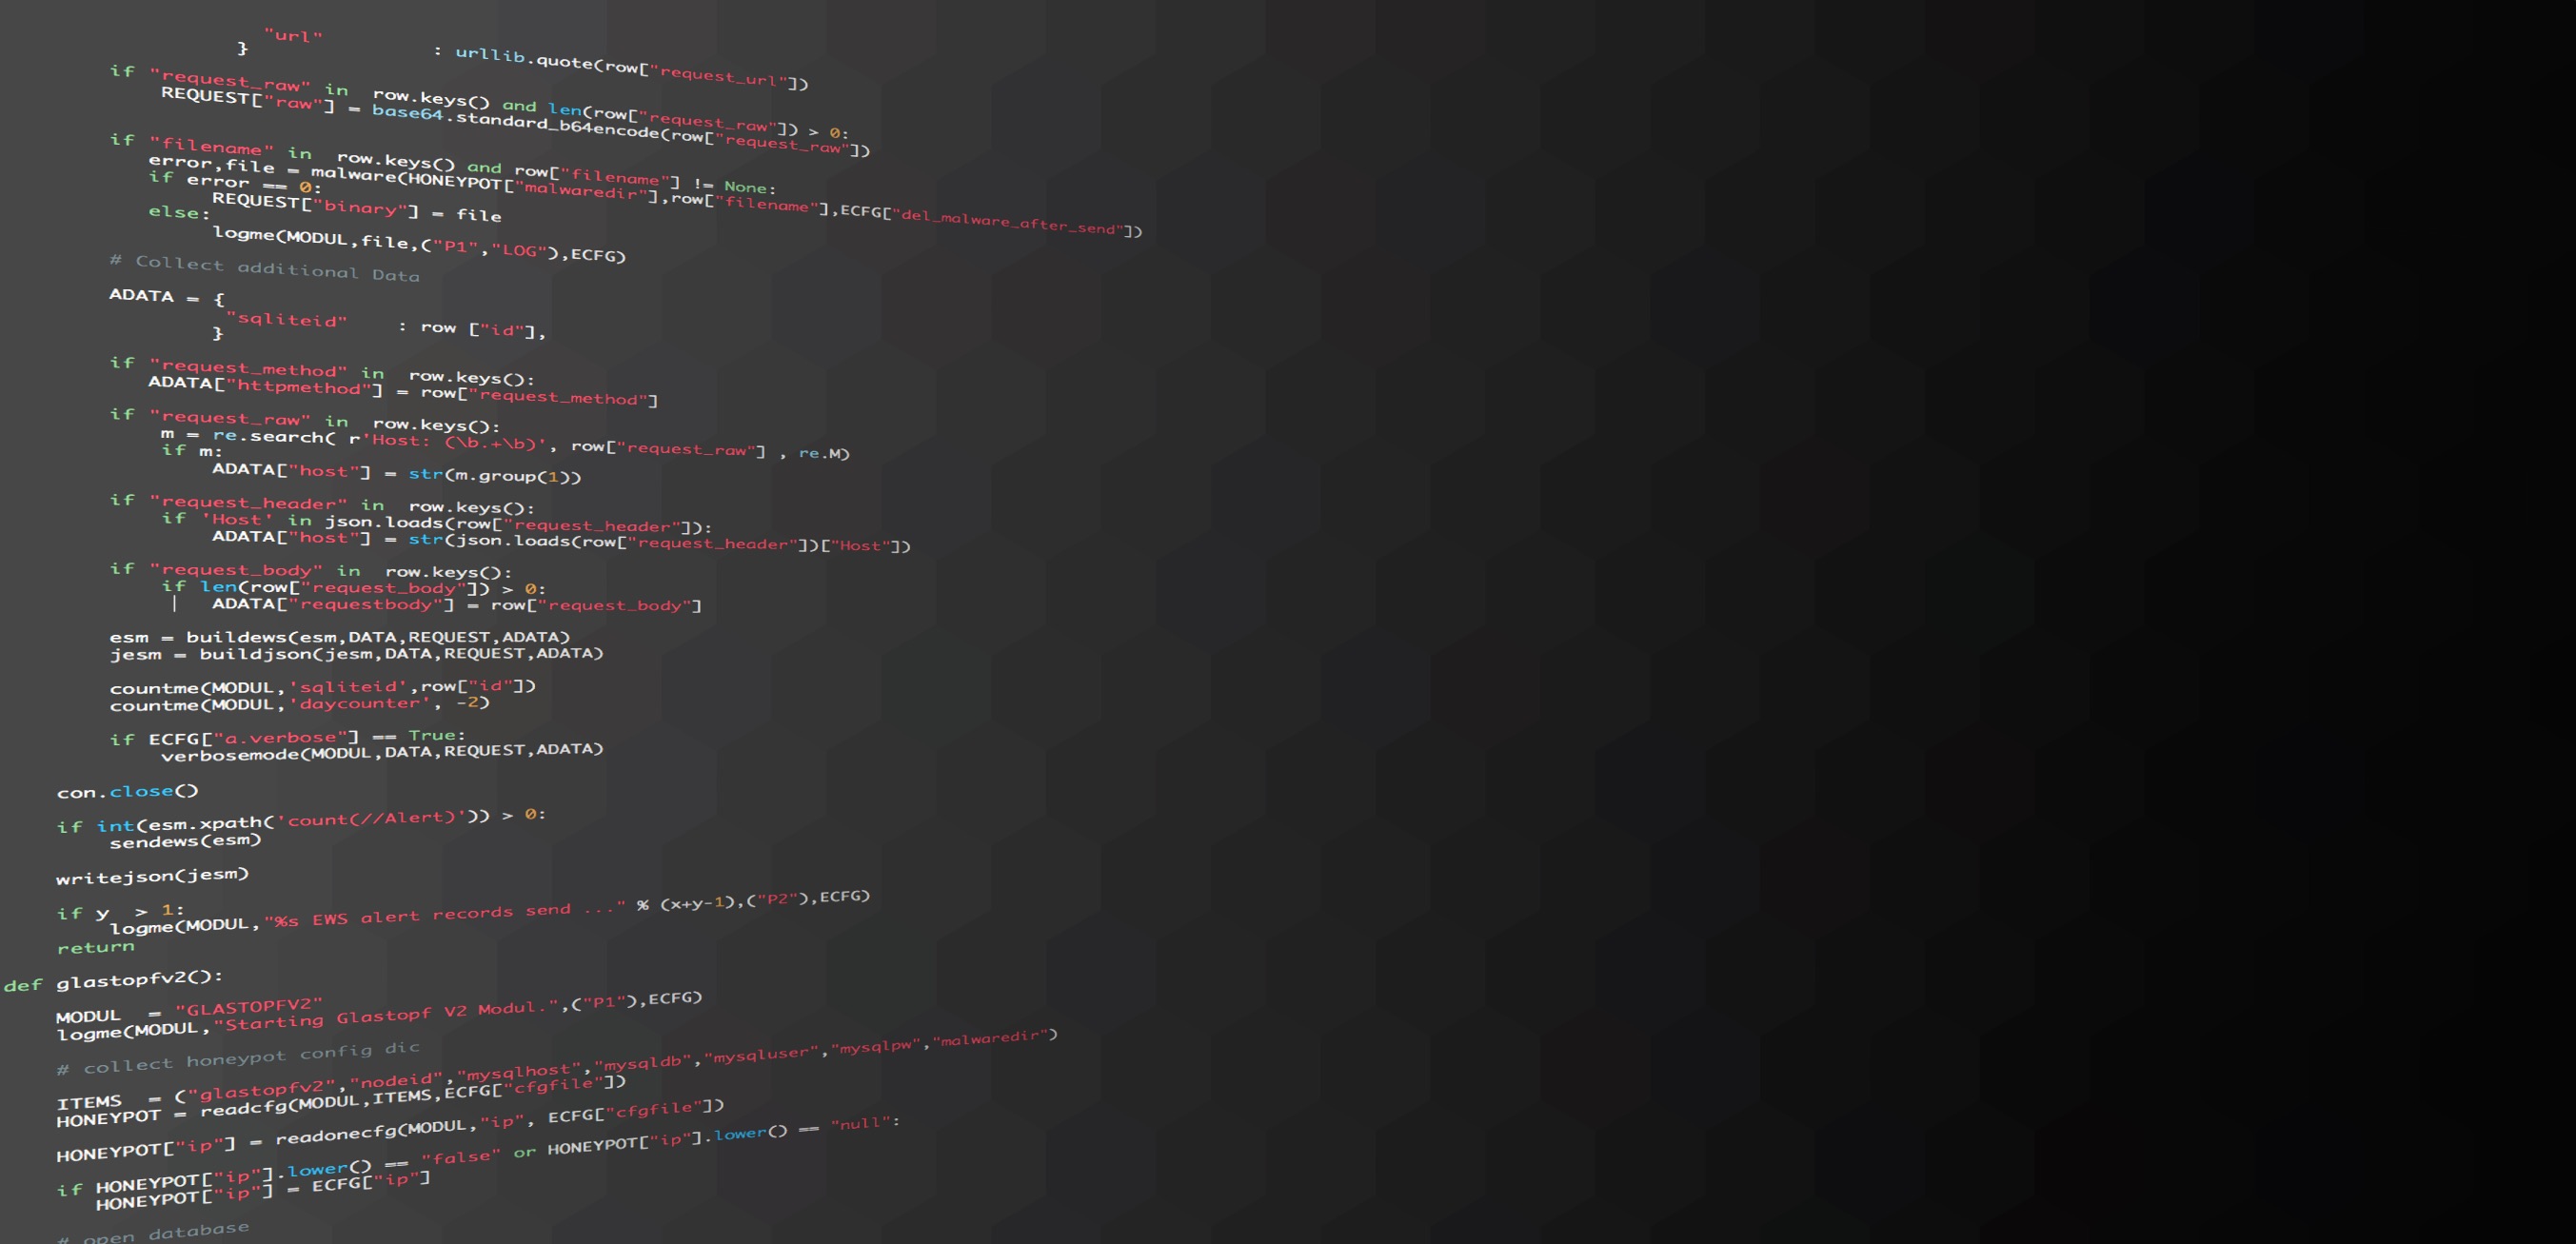 "url" : urllib.quote(row["request_url"])
}
if "request_raw" in row.keys() and len(row["request_raw"]) > 0:
REQUEST["raw"] = base64.standard_b64encode(row["request_raw"])
if "filename" in row.keys() and row["filename"] != None:
error,file = malware(HONEYPOT["malwaredir"],row["filename"],ECFG["del_malware_after_send"])
if error == 0:
REQUEST["binary"] = file
else:
logme(MODUL,file,("P1","LOG"),ECFG)
# Collect additional Data
ADATA = {
"sqliteid" : row ["id"],
}
if "request_method" in row.keys():
ADATA["httpmethod"] = row["request_method"]
if "request_raw" in row.keys():
m = re.search( r'Host: (\b.+\b)', row["request_raw"] , re.M)
if m:
ADATA["host"] = str(m.group(1))
if "request_header" in row.keys():
if 'Host' in json.loads(row["request_header"]):
ADATA["host"] = str(json.loads(row["request_header"])["Host"])
if "request_body" in row.keys():
if len(row["request_body"]) > 0:
ADATA["requestbody"] = row["request_body"]
esm = buildews(esm,DATA,REQUEST,ADATA)
jesm = buildjson(jesm,DATA,REQUEST,ADATA)
countme(MODUL,'sqliteid',row["id"])
countme(MODUL,'daycounter', -2)
if ECFG["a.verbose"] == True:
verbosemode(MODUL,DATA,REQUEST,ADATA)
con.close()
if int(esm.xpath('count(//Alert)')) > 0:
sendews(esm)
writejson(jesm)
if y > 1:
logme(MODUL,"%s EWS alert records send ..." % (x+y-1),("P2"),ECFG)
return
def glastopfv2():
MODUL = "GLASTOPFV2"
logme(MODUL,"Starting Glastopf V2 Modul.",("P1"),ECFG)
# collect honeypot config dic
ITEMS = ("glastopfv2","nodeid","mysqlhost","mysqldb","mysqluser","mysqlpw","malwaredir")
HONEYPOT = readcfg(MODUL,ITEMS,ECFG["cfgfile"])
HONEYPOT["ip"] = readonecfg(MODUL,"ip", ECFG["cfgfile"])
if HONEYPOT["ip"].lower() == "false" or HONEYPOT["ip"].lower() == "null":
HONEYPOT["ip"] = ECFG["ip"]
# open database